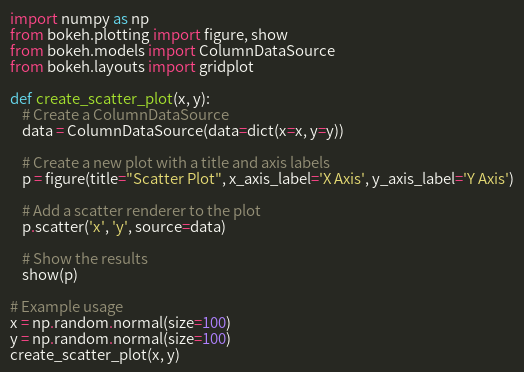 import numpy as np
from bokeh.plotting import figure, show
from bokeh.models import ColumnDataSource
from bokeh.layouts import gridplot

def create_scatter_plot(x, y):
    # Create a ColumnDataSource
    data = ColumnDataSource(data=dict(x=x, y=y))

    # Create a new plot with a title and axis labels
    p = figure(title="Scatter Plot", x_axis_label='X Axis', y_axis_label='Y Axis')

    # Add a scatter renderer to the plot
    p.scatter('x', 'y', source=data)

    # Show the results
    show(p)

# Example usage
x = np.random.normal(size=100)
y = np.random.normal(size=100)
create_scatter_plot(x, y)